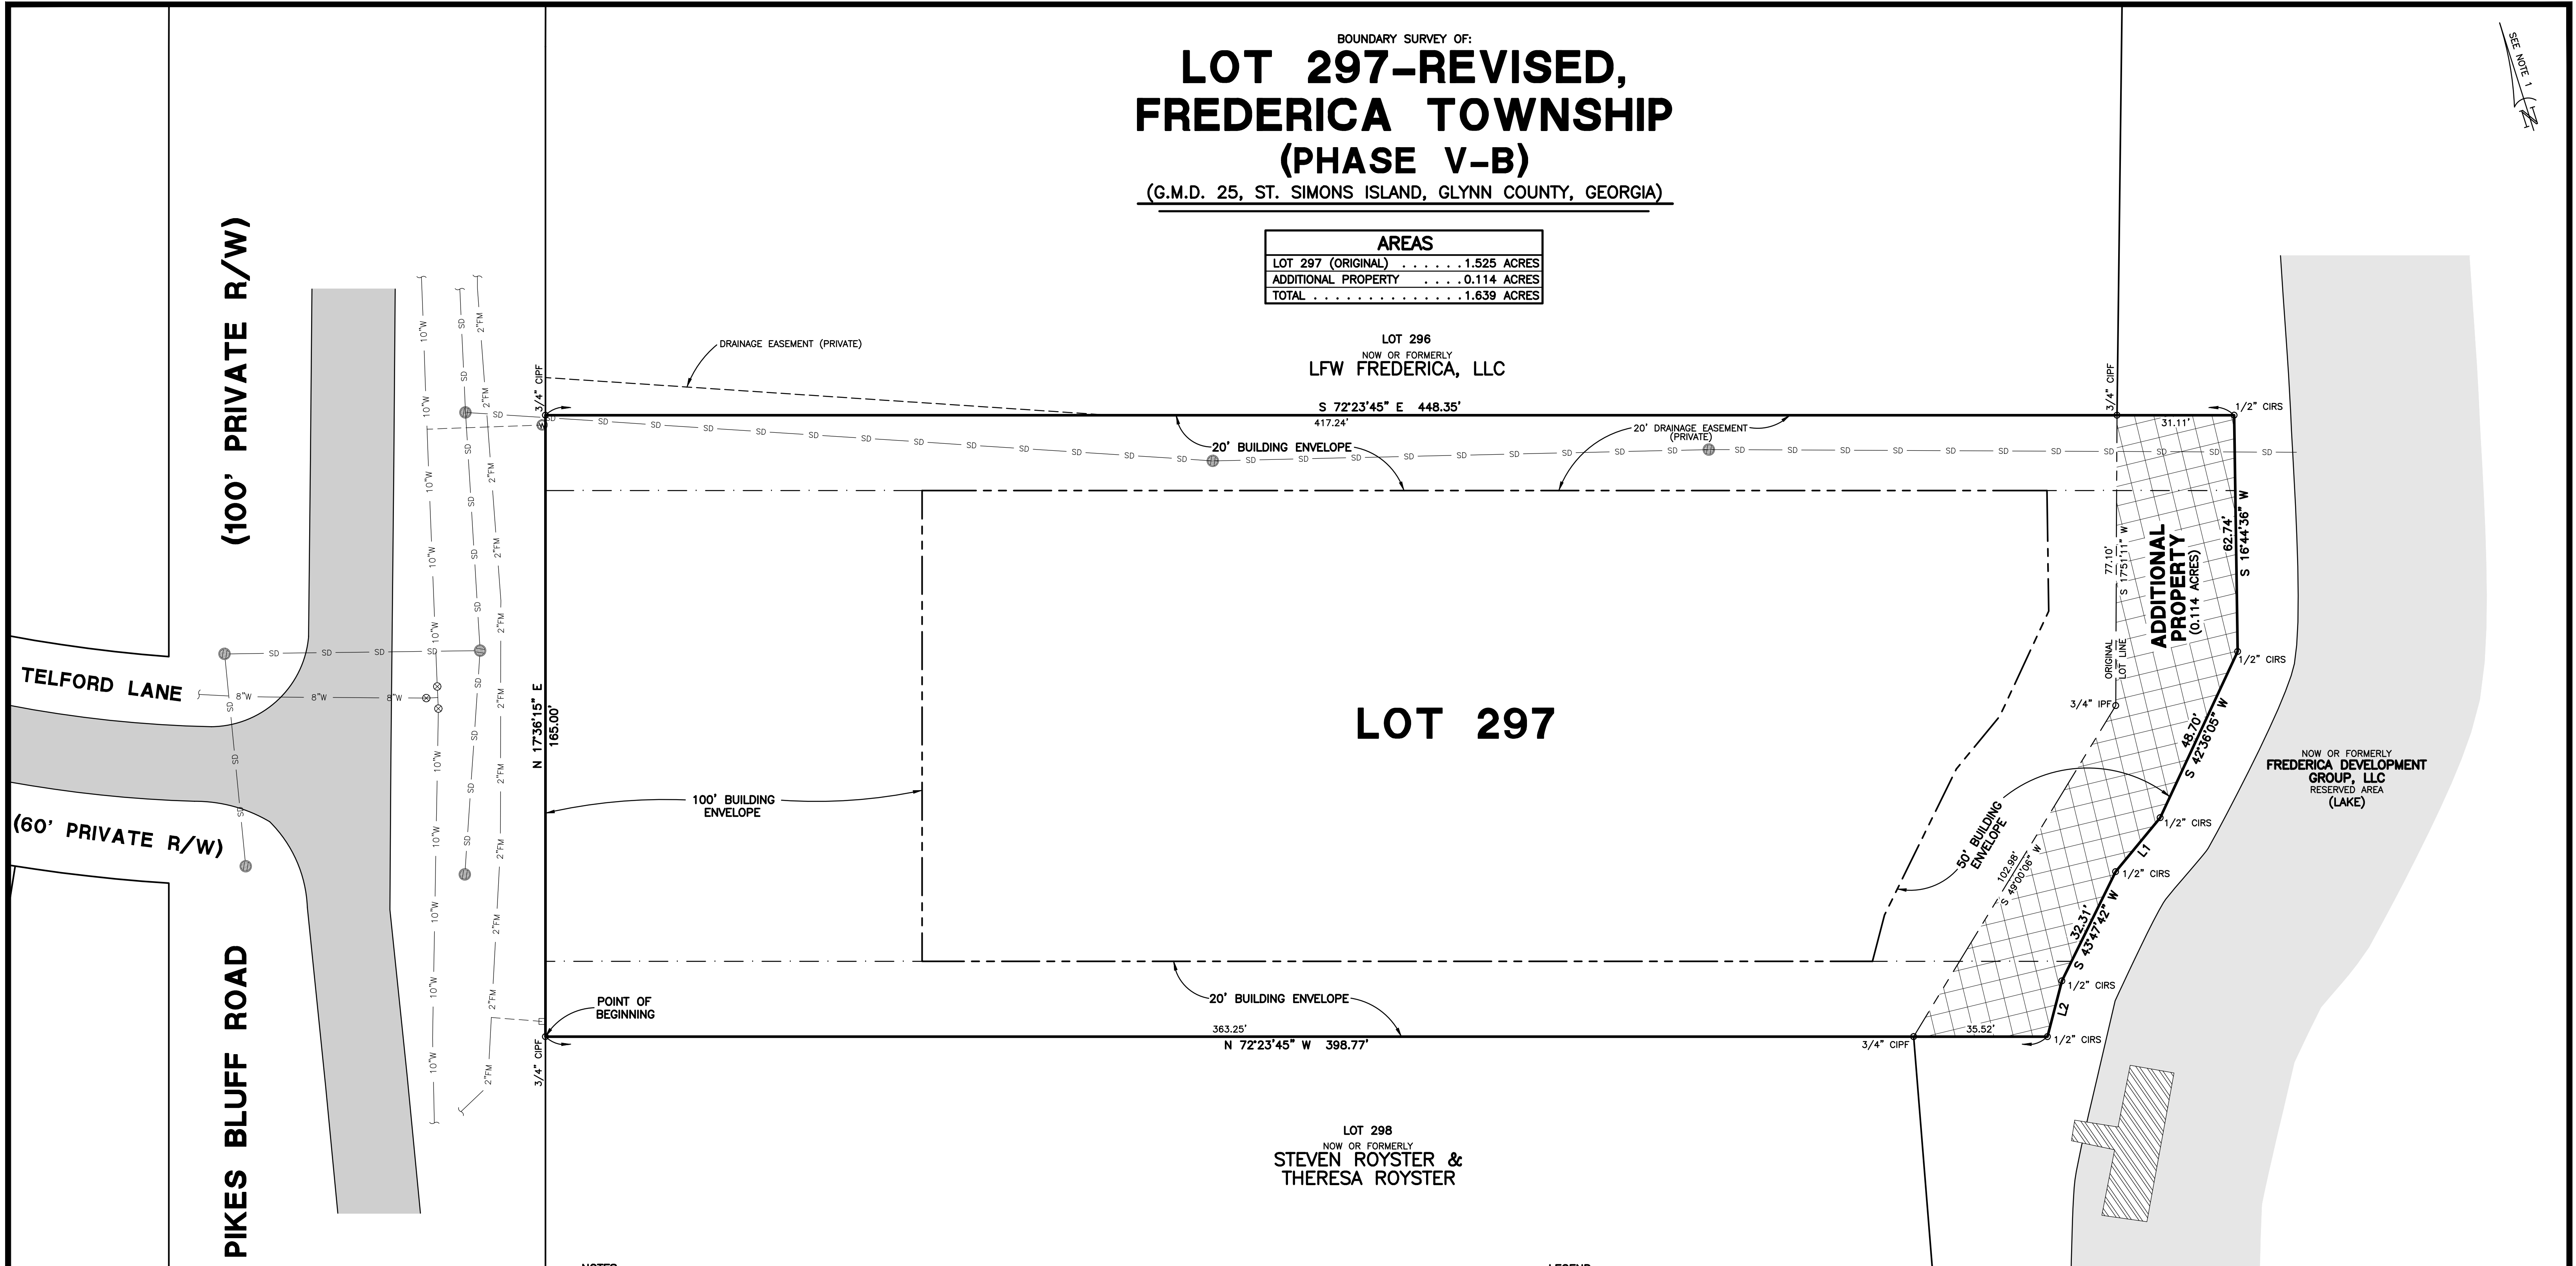 BOUNDARY SURVEY OF:
LOT 297-REVISED,
FREDERICA TOWNSHIP
(PHASE V-B)
(G.M.D. 25, ST. SIMONS ISLAND, GLYNN COUNTY, GEORGIA)
SEE NOTE 1
AREAS
LOT 297 (ORIGINAL) . . . . . . 1.525 ACRES
ADDITIONAL PROPERTY . . . . 0.114 ACRES
TOTAL . . . . . . . . . . . . . . 1.639 ACRES
LOT 296
NOW OR FORMERLY
LFW FREDERICA, LLC
DRAINAGE EASEMENT (PRIVATE)
S 72°23'45" E 448.35'
417.24'
31.11'
3/4" CIPF
3/4" CIPF
1/2" CIRS
20' BUILDING ENVELOPE
20' DRAINAGE EASEMENT
(PRIVATE)
(100' PRIVATE R/W)
PIKES BLUFF ROAD
TELFORD LANE
(60' PRIVATE R/W)
10"W
8"W
SD
2"FM
N 17°36'15" E
165.00'
100' BUILDING
ENVELOPE
LOT 297
77.10'
S 17°51'11" W
ORIGINAL
LOT LINE
ADDITIONAL
PROPERTY
(0.114 ACRES)
62.74'
S 16°44'36" W
1/2" CIRS
3/4" IPF
48.70'
S 42°36'05" W
1/2" CIRS
L1
1/2" CIRS
50' BUILDING
ENVELOPE
102.98'
S 49°00'06" W
32.31'
S 43°47'42" W
1/2" CIRS
L2
1/2" CIRS
NOW OR FORMERLY
FREDERICA DEVELOPMENT
GROUP, LLC
RESERVED AREA
(LAKE)
POINT OF
BEGINNING
20' BUILDING ENVELOPE
363.25'
35.52'
N 72°23'45" W 398.77'
3/4" CIPF
3/4" CIPF
LOT 298
NOW OR FORMERLY
STEVEN ROYSTER &
THERESA ROYSTER